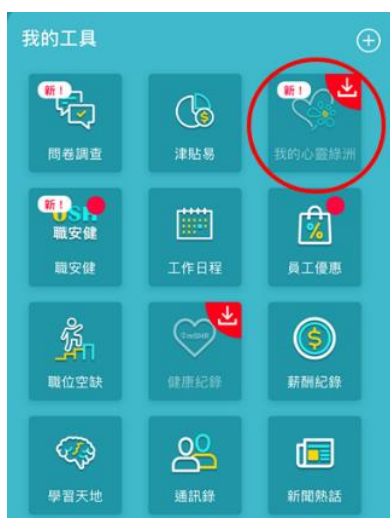 我的工具
新！
新！
問卷調查
津貼易
我的心靈綠洲
新！
職安健
職安健
工作日程
員工優惠
職位空缺
健康紀錄
薪酬紀錄
學習天地
通訊錄
新聞熱話